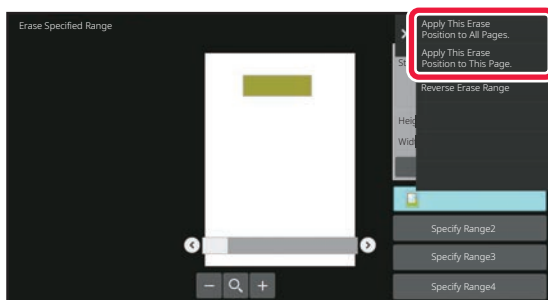 Erase Specified Range
Apply This Erase
Position to All Pages.
Apply This Erase
Position to This Page.
Reverse Erase Range
Specify Range2
Specify Range3
Specify Range4